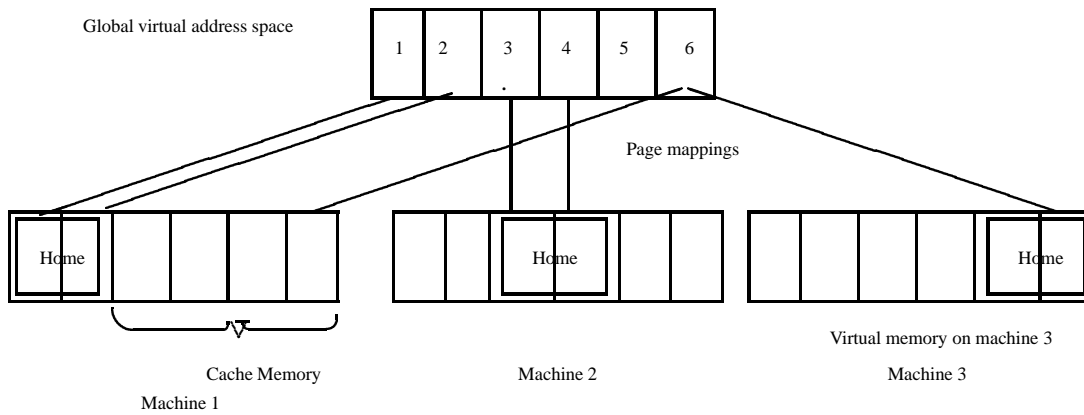 Global virtual address space
1 2 3 4 5 6
Page mappings
Home Home Home
Virtual memory on machine 3
Cache Memory Machine 2 Machine 3
Machine 1